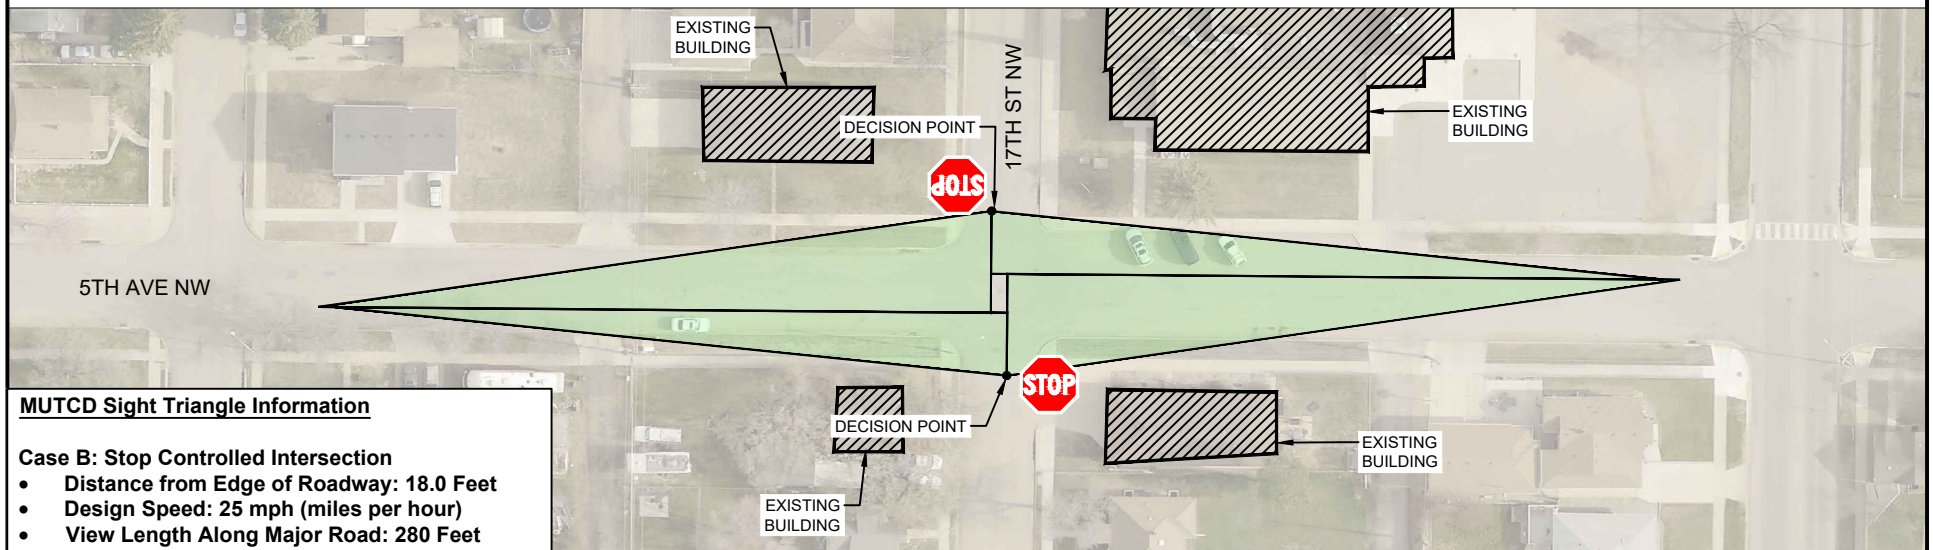 EXISTING
BUILDING
DECISION POINT
17TH ST NW
EXISTING
BUILDING
STOP
5TH AVE NW
STOP
DECISION POINT
EXISTING
BUILDING
EXISTING
BUILDING
MUTCD Sight Triangle Information
Case B: Stop Controlled Intersection
• Distance from Edge of Roadway: 18.0 Feet
• Design Speed: 25 mph (miles per hour)
• View Length Along Major Road: 280 Feet